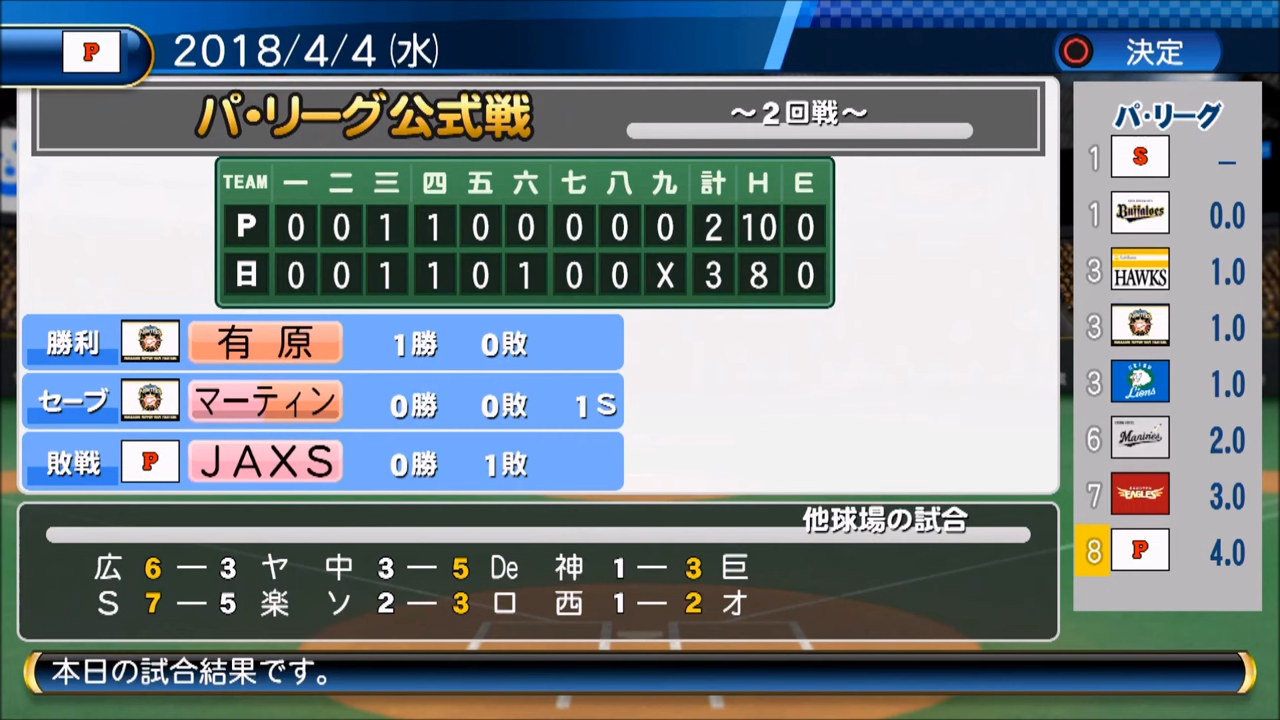 P 2018/4/4(水) 決定
パ・リーグ公式戦 ～2回戦～
TEAM 一 二 三 四 五 六 七 八 九 計 H E
P 0 0 1 1 0 0 0 0 0 2 10 0
日 0 0 1 1 0 1 0 0 X 3 8 0
勝利 有原 1勝 0敗
セーブ マーティン 0勝 0敗 1S
敗戦 P JAXS 0勝 1敗
他球場の試合
広 6 － 3 ヤ 中 3 － 5 De 神 1 － 3 巨
S 7 － 5 楽 ソ 2 － 3 ロ 西 1 － 2 オ
本日の試合結果です。
パ・リーグ
1 S －
1 Buffaloes 0.0
3 HAWKS 1.0
3 1.0
3 Lions 1.0
6 Marines 2.0
7 EAGLES 3.0
8 P 4.0